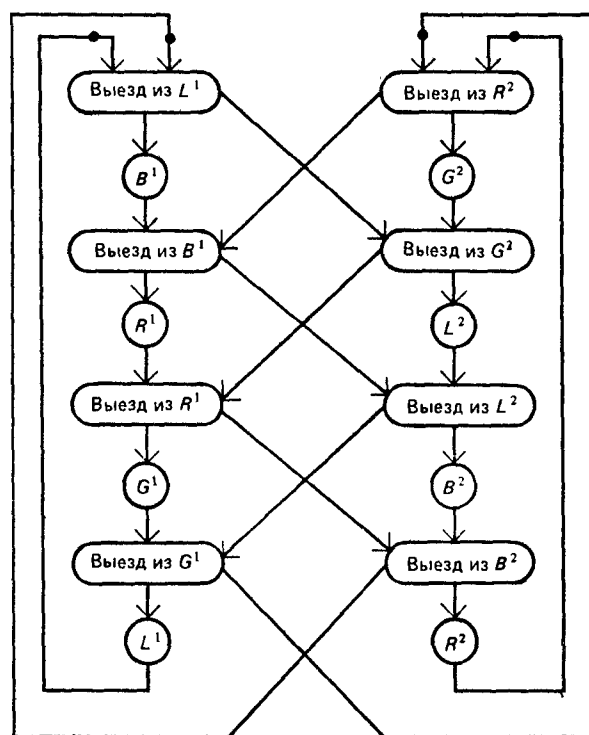 Выезд из L¹
Выезд из R²
B¹
G²
Выезд из B¹
Выезд из G²
R¹
L²
Выезд из R¹
Выезд из L²
G¹
B²
Выезд из G¹
Выезд из B²
L¹
R²